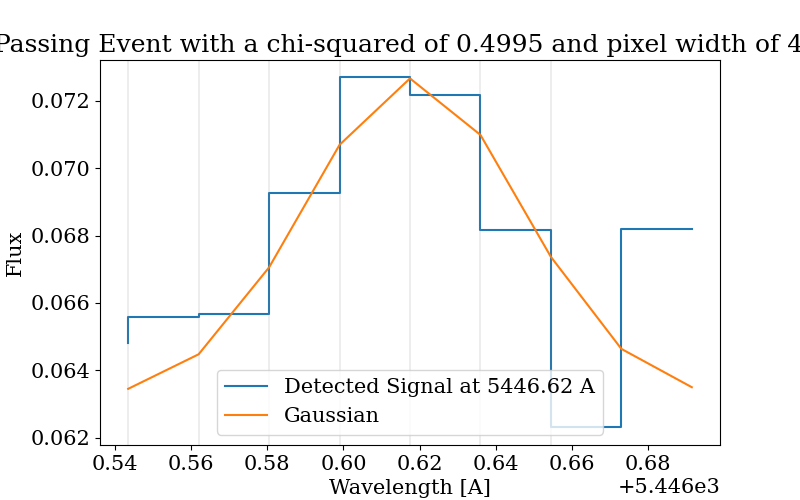 Passing Event with a chi-squared of 0.4995 and pixel width of 4
0.072
0.070
0.068
0.066
0.064
0.062
Flux
Detected Signal at 5446.62 A
Gaussian
0.54 0.56 0.58 0.60 0.62 0.64 0.66 0.68
+5.446e3
Wavelength [A]